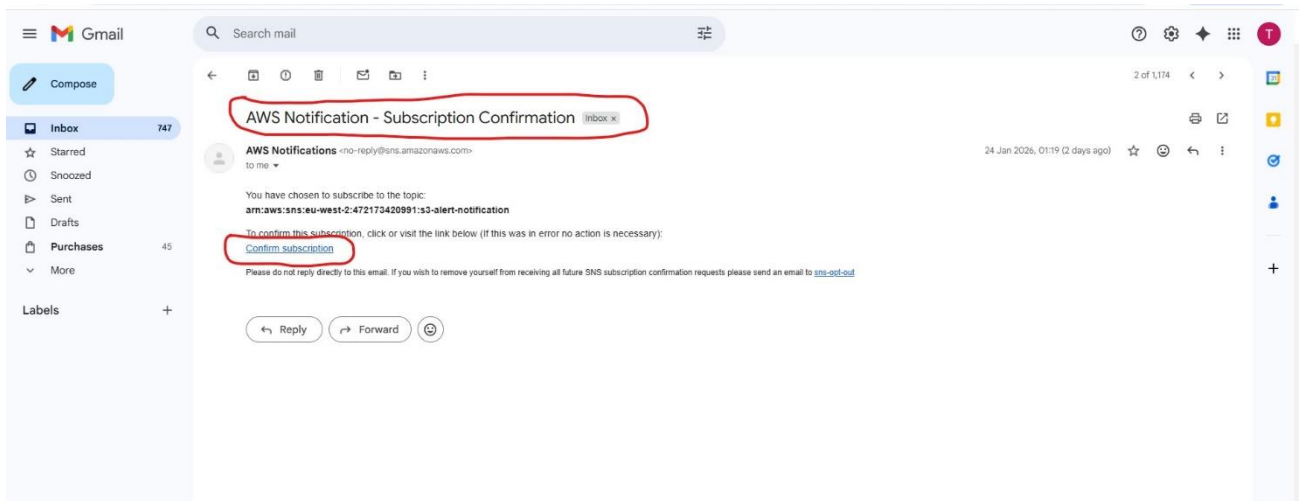 Gmail
Search mail
T
Compose
2 of 1,174
Inbox 747
Starred
Snoozed
Sent
Drafts
Purchases 45
More
Labels
AWS Notification - Subscription Confirmation Inbox x
AWS Notifications <no-reply@sns.amazonaws.com>
24 Jan 2026, 01:19 (2 days ago)
to me
You have chosen to subscribe to the topic:
arn:aws:sns:eu-west-2:472173420991:s3-alert-notification
To confirm this subscription, click or visit the link below (If this was in error no action is necessary):
Confirm subscription
Please do not reply directly to this email. If you wish to remove yourself from receiving all future SNS subscription confirmation requests please send an email to sns-opt-out
Reply
Forward